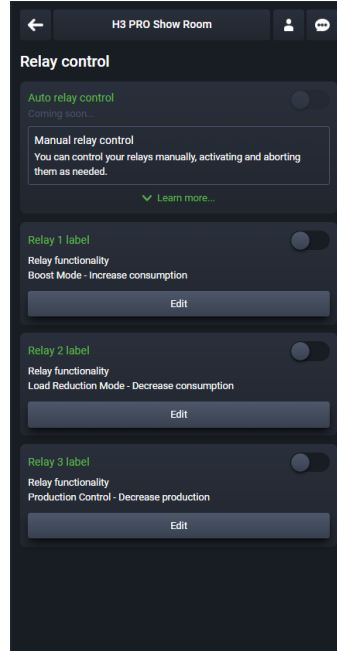 H3 PRO Show Room
Relay control
Auto relay control
Coming soon...
Manual relay control
You can control your relays manually, activating and aborting
them as needed.
Learn more...
Relay 1 label
Relay functionality
Boost Mode - Increase consumption
Edit
Relay 2 label
Relay functionality
Load Reduction Mode - Decrease consumption
Edit
Relay 3 label
Relay functionality
Production Control - Decrease production
Edit